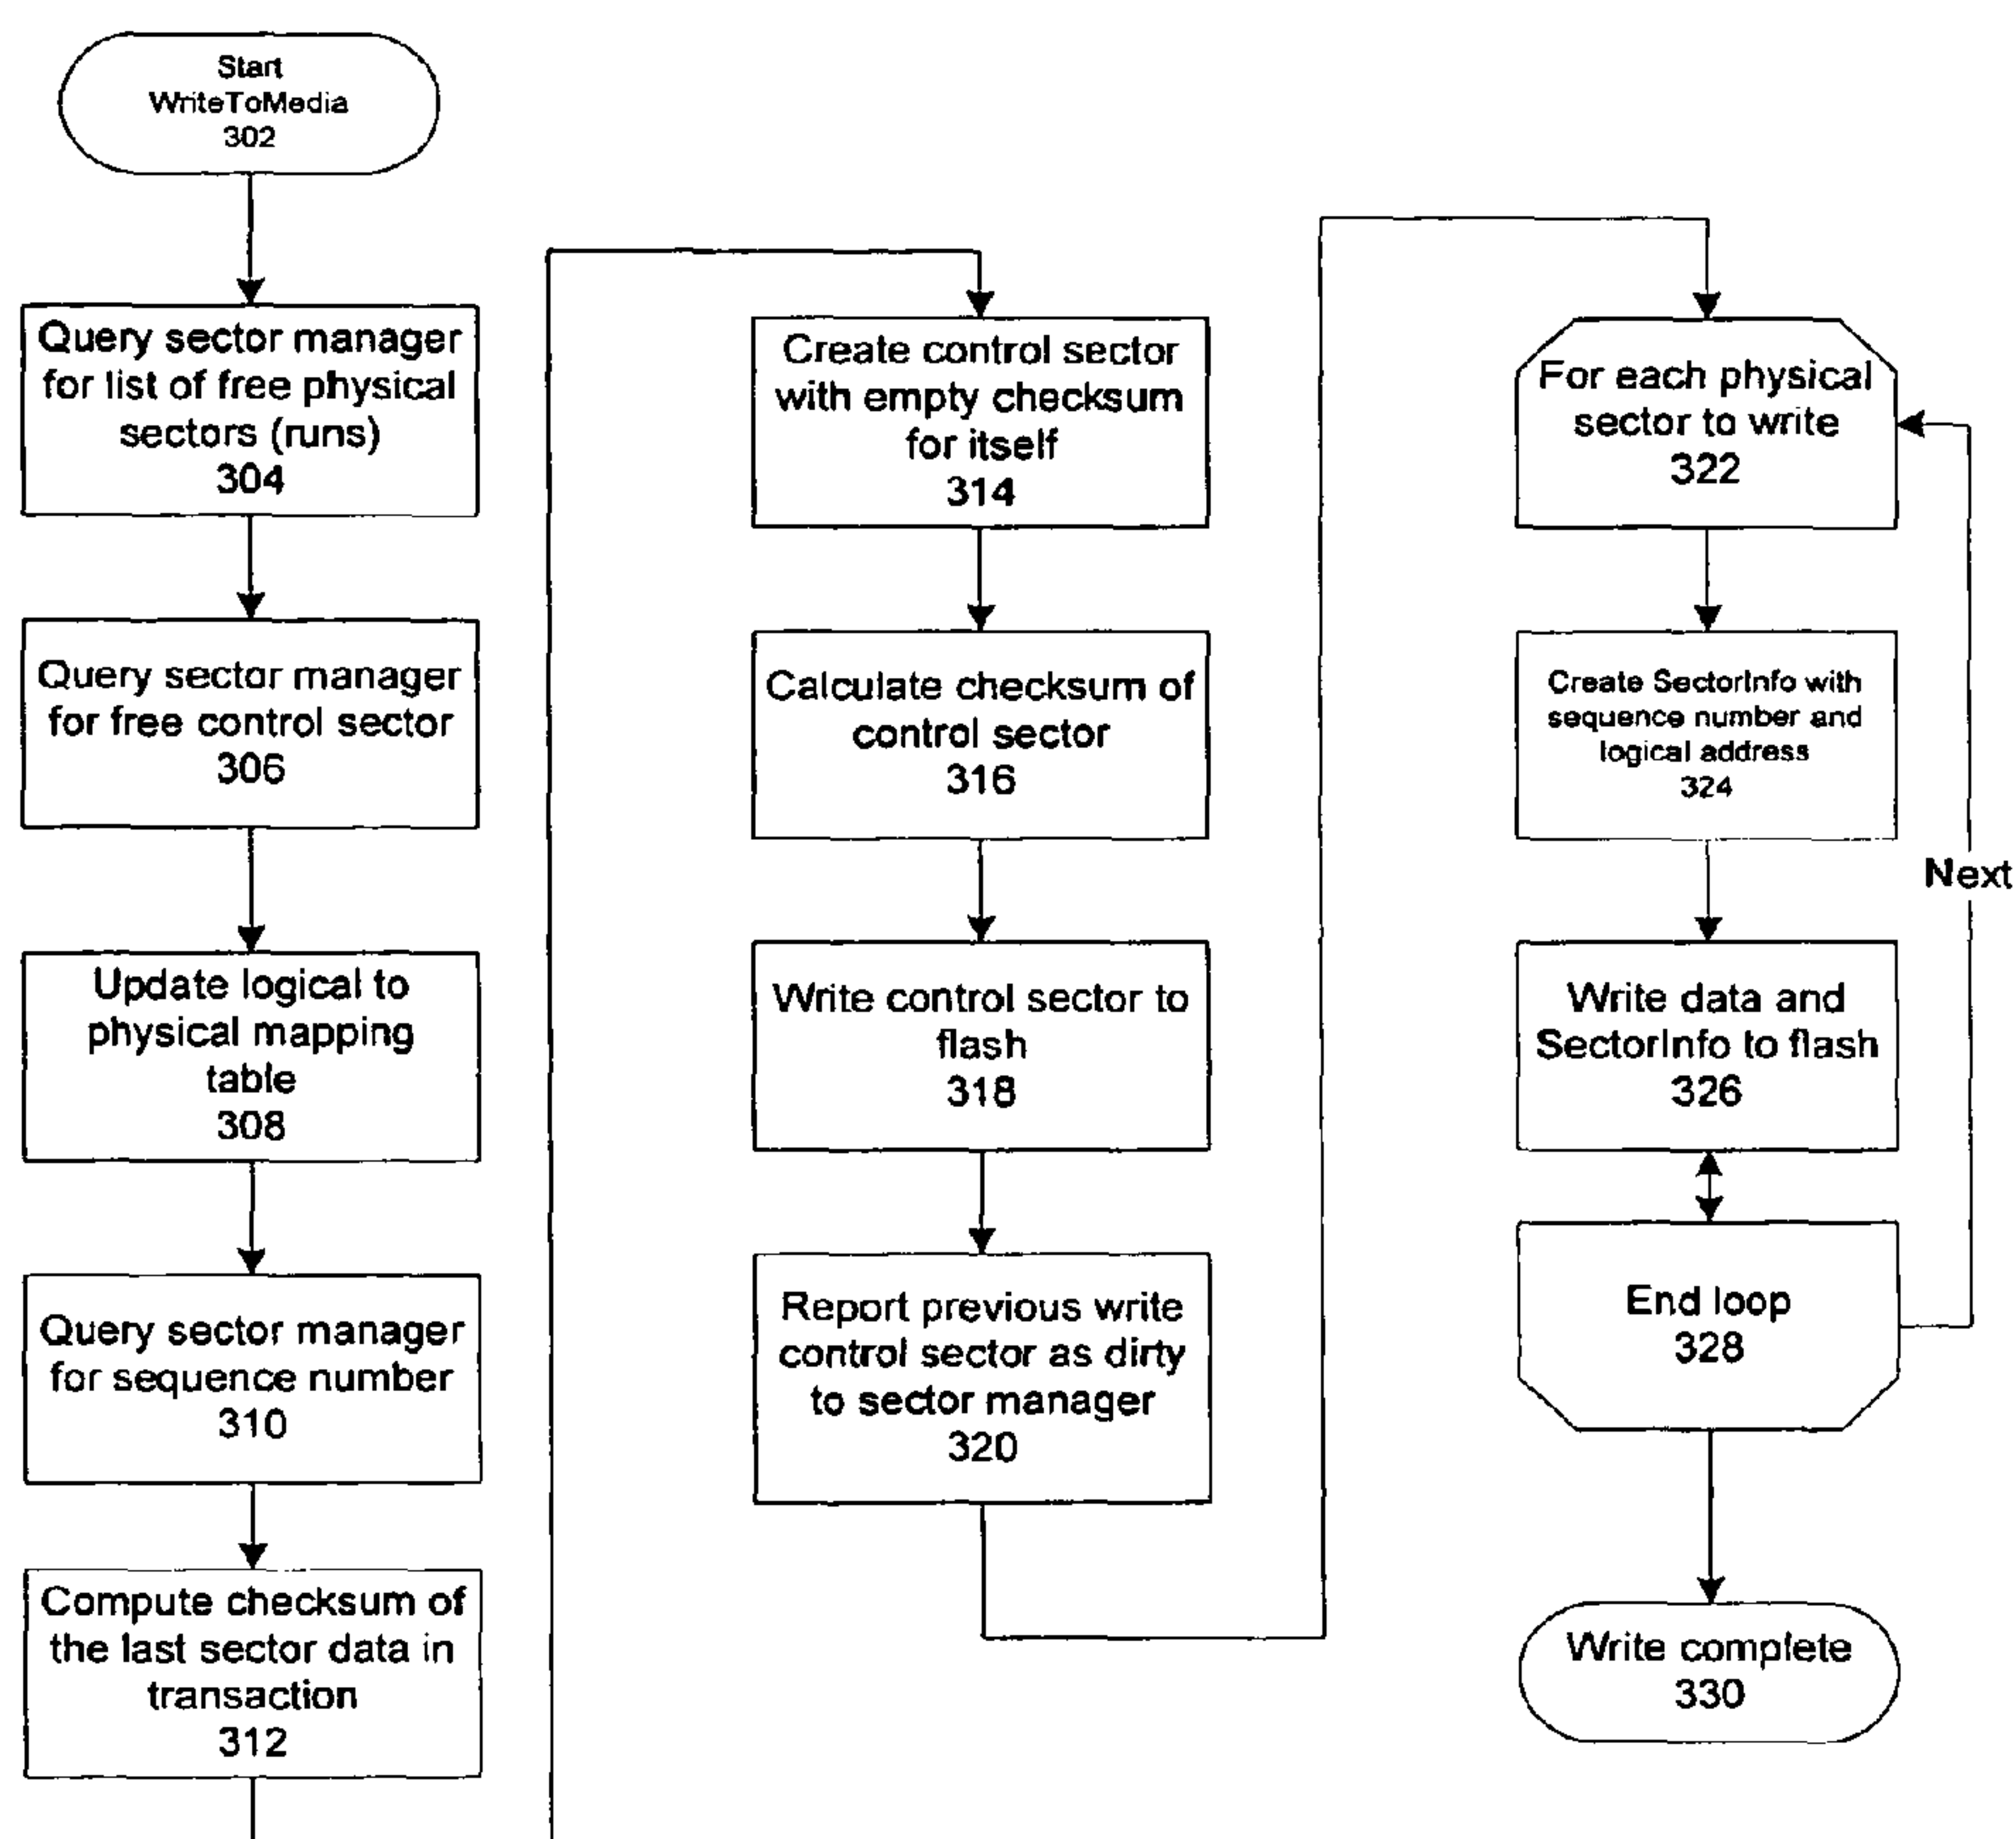 Start
WriteToMedia
302
Query sector manager
for list of free physical
sectors (runs)
304
Query sector manager
for free control sector
306
Update logical to
physical mapping
table
308
Query sector manager
for sequence number
310
Compute checksum of
the last sector data in
transaction
312
Create control sector
with empty checksum
for itself
314
Calculate checksum of
control sector
316
Write control sector to
flash
318
Report previous write
control sector as dirty
to sector manager
320
For each physical
sector to write
322
Create SectorInfo with
sequence number and
logical address
324
Next
Write data and
SectorInfo to flash
326
End loop
328
Write complete
330